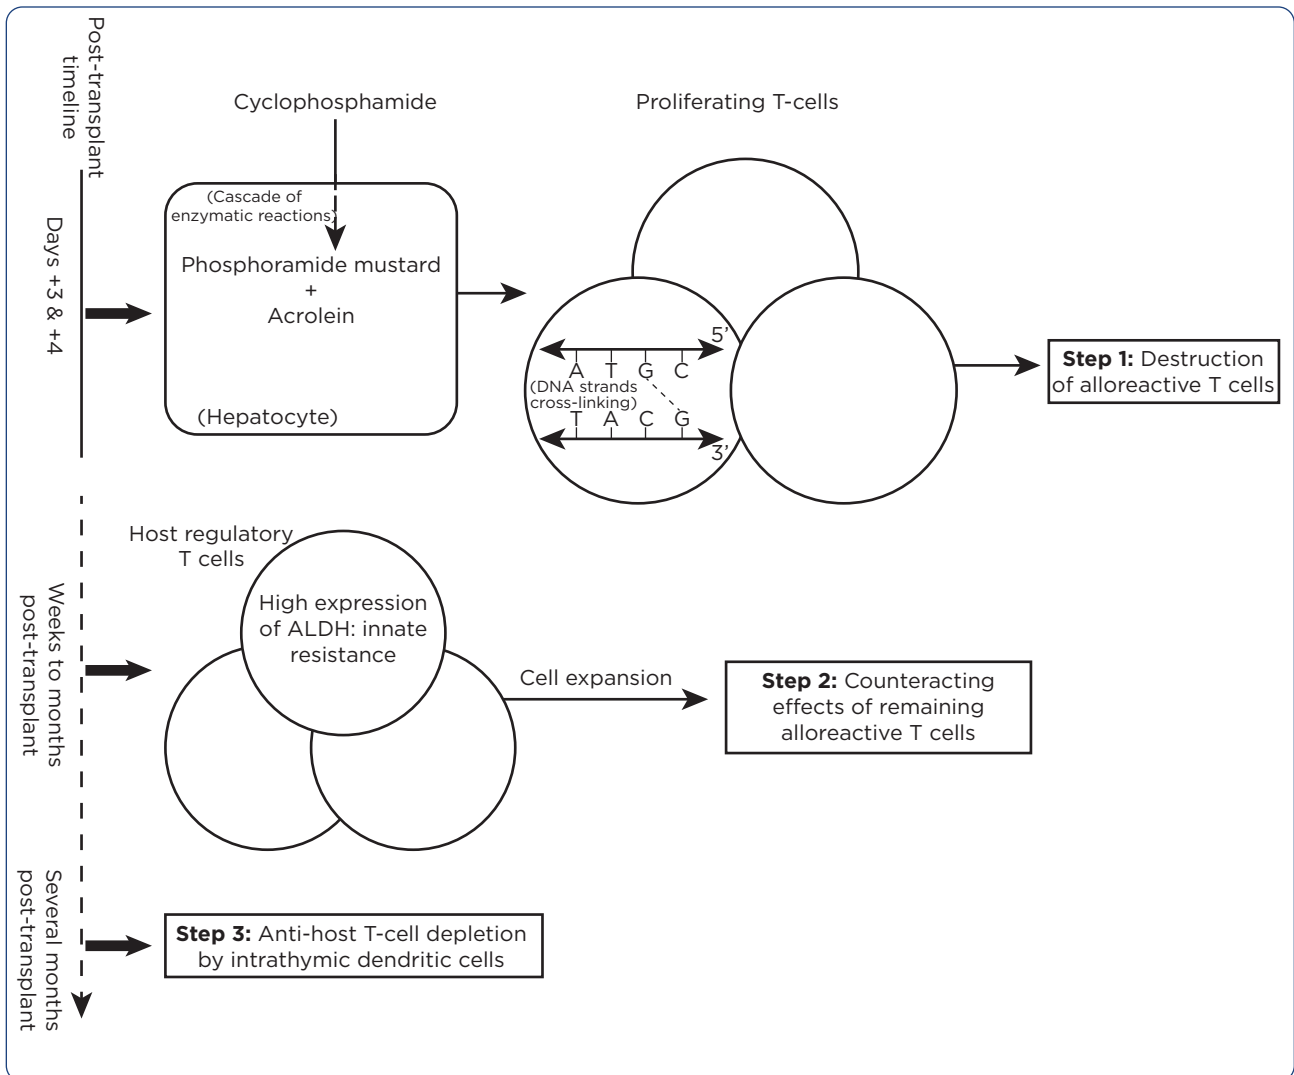 Post-transplant
timeline
Cyclophosphamide
Proliferating T-cells
Days +3 & +4
(Cascade of
enzymatic reactions)
Phosphoramide mustard
+
Acrolein
(Hepatocyte)
5’
A T G C
(DNA strands
cross-linking)
T A C G
3’
Step 1: Destruction
of alloreactive T cells
Weeks to months
post-transplant
Host regulatory
T cells
High expression
of ALDH: innate
resistance
Cell expansion
Step 2: Counteracting
effects of remaining
alloreactive T cells
Several months
post-transplant
Step 3: Anti-host T-cell depletion
by intrathymic dendritic cells